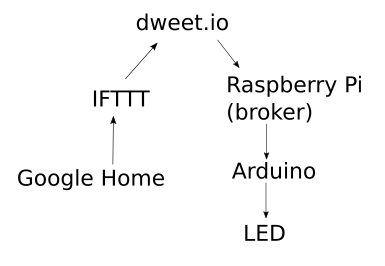 dweet.io
IFTTT
Raspberry Pi
(broker)
Google Home
Arduino
LED